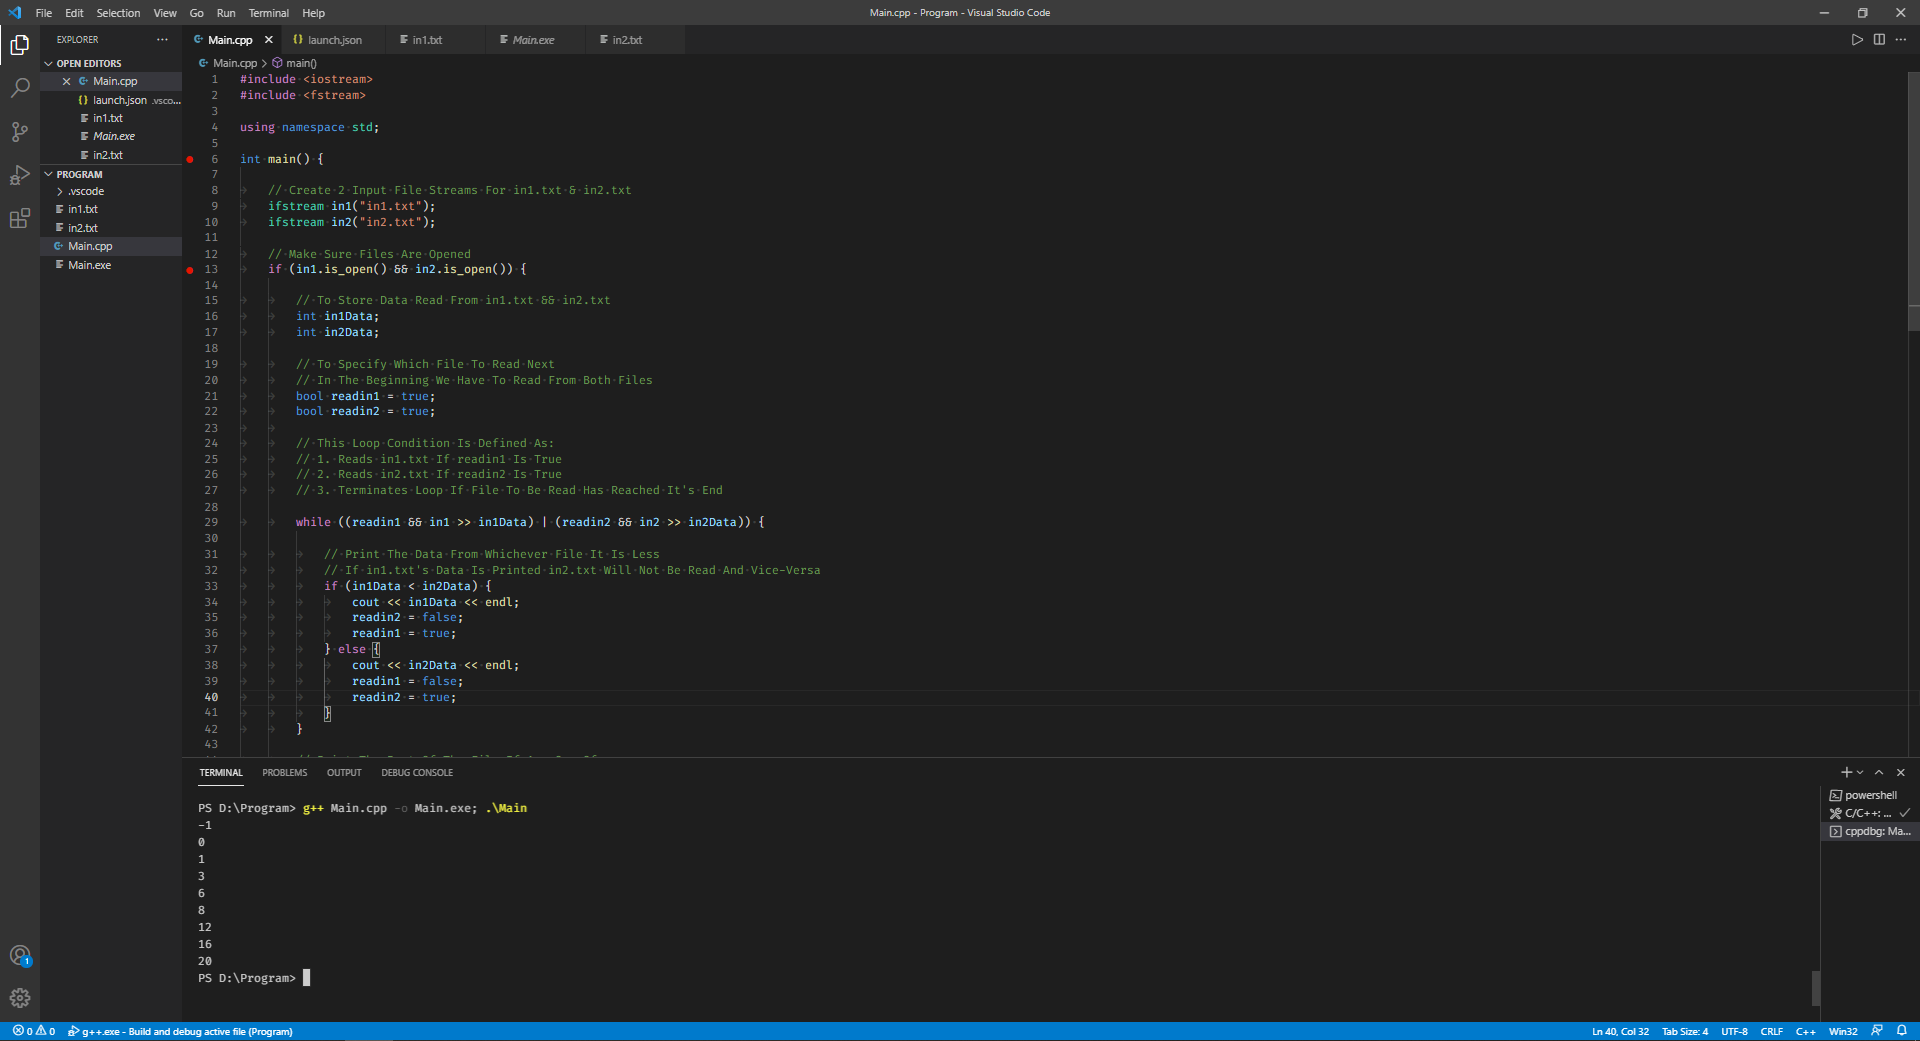 File Edit Selection View Go Run Terminal Help
Main.cpp - Program - Visual Studio Code
EXPLORER
OPEN EDITORS
Main.cpp
launch.json .vsco...
in1.txt
Main.exe
in2.txt
PROGRAM
.vscode
in1.txt
in2.txt
Main.cpp
Main.exe
Main.cpp launch.json in1.txt Main.exe in2.txt
Main.cpp > main()
1 #include <iostream>
2 #include <fstream>
3
4 using namespace std;
5
6 int main() {
7
8 // Create 2 Input File Streams For in1.txt & in2.txt
9 ifstream in1("in1.txt");
10 ifstream in2("in2.txt");
11
12 // Make Sure Files Are Opened
13 if (in1.is_open() && in2.is_open()) {
14
15 // To Store Data Read From in1.txt && in2.txt
16 int in1Data;
17 int in2Data;
18
19 // To Specify Which File To Read Next
20 // In The Beginning We Have To Read From Both Files
21 bool readin1 = true;
22 bool readin2 = true;
23
24 // This Loop Condition Is Defined As:
25 // 1. Reads in1.txt If readin1 Is True
26 // 2. Reads in2.txt If readin2 Is True
27 // 3. Terminates Loop If File To Be Read Has Reached It's End
28
29 while ((readin1 && in1 >> in1Data) | (readin2 && in2 >> in2Data)) {
30
31 // Print The Data From Whichever File It Is Less
32 // If in1.txt's Data Is Printed in2.txt Will Not Be Read And Vice-Versa
33 if (in1Data < in2Data) {
34 cout << in1Data << endl;
35 readin2 = false;
36 readin1 = true;
37 } else {
38 cout << in2Data << endl;
39 readin1 = false;
40 readin2 = true;
41 }
42 }
43
TERMINAL PROBLEMS OUTPUT DEBUG CONSOLE
PS D:\Program> g++ Main.cpp -o Main.exe; .\Main
-1
0
1
3
6
8
12
16
20
PS D:\Program>
powershell
C/C++: ...
cppdbg: Ma...
1
0 0 g++.exe - Build and debug active file (Program)
Ln 40, Col 32 Tab Size: 4 UTF-8 CRLF C++ Win32